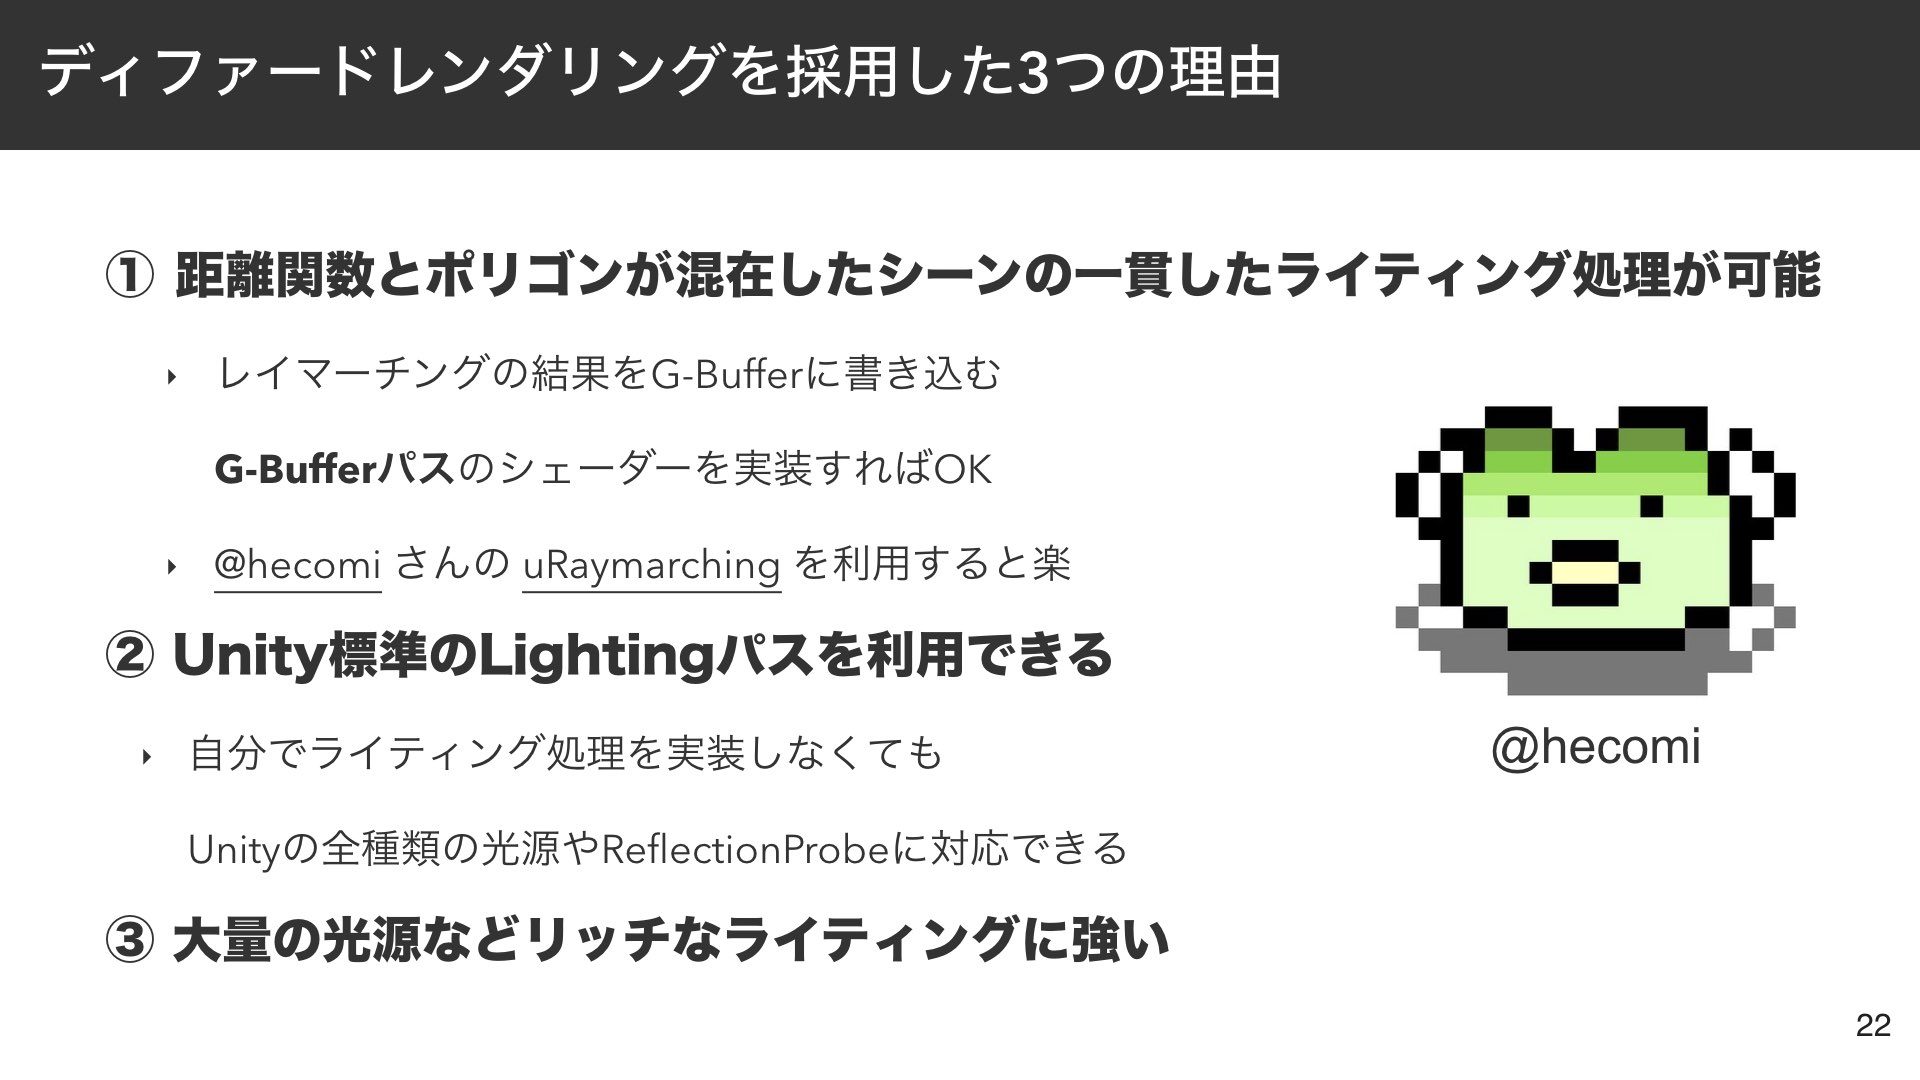 ディファードレンダリングを採用した3つの理由
① 距離関数とポリゴンが混在したシーンの一貫したライティング処理が可能
‣ レイマーチングの結果をG-Bufferに書き込む
G-Bufferパスのシェーダーを実装すればOK
‣ @hecomi さんの uRaymarching を利用すると楽
② Unity標準のLightingパスを利用できる
‣ 自分でライティング処理を実装しなくても
Unityの全種類の光源やReflectionProbeに対応できる
③ 大量の光源などリッチなライティングに強い
@hecomi
22